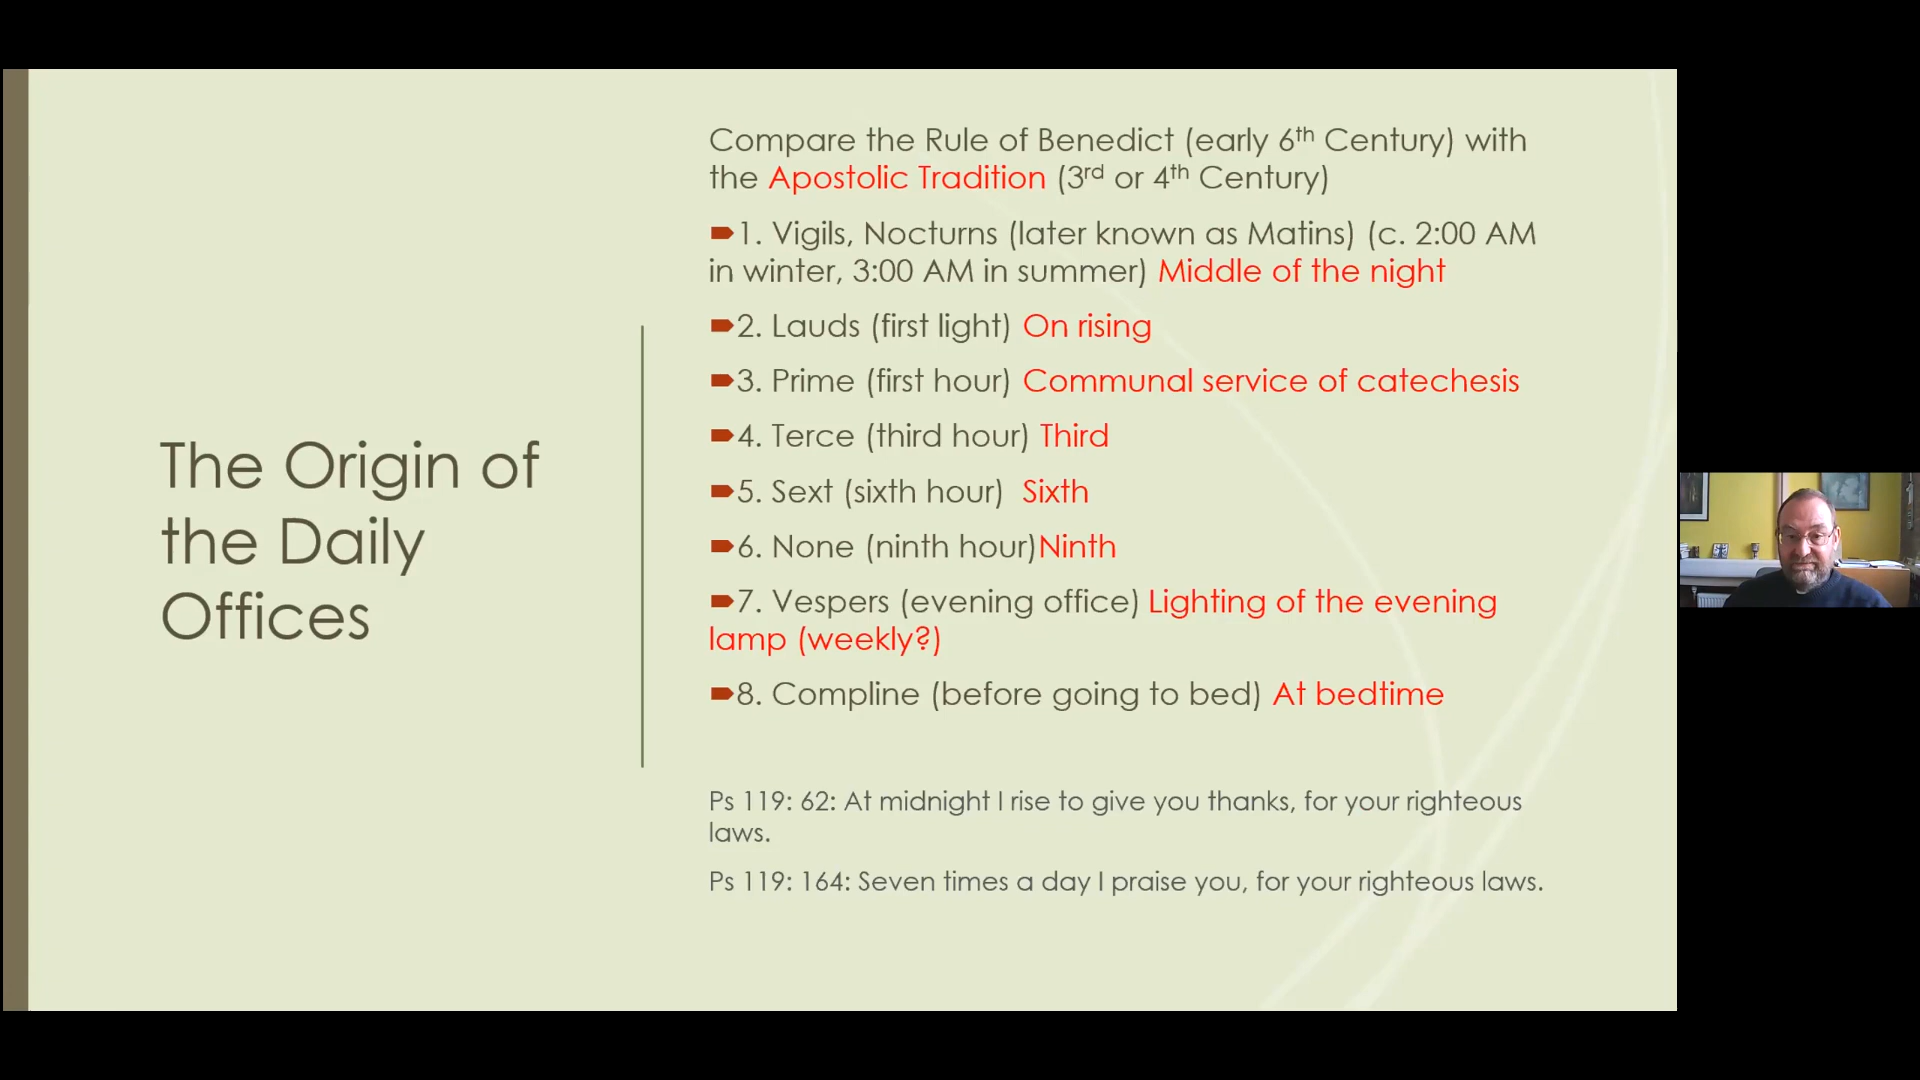 The Origin of
the Daily
Offices
Compare the Rule of Benedict (early 6th Century) with
the Apostolic Tradition (3rd or 4th Century)
1. Vigils, Nocturns (later known as Matins) (c. 2:00 AM
in winter, 3:00 AM in summer) Middle of the night
2. Lauds (first light) On rising
3. Prime (first hour) Communal service of catechesis
4. Terce (third hour) Third
5. Sext (sixth hour) Sixth
6. None (ninth hour)Ninth
7. Vespers (evening office) Lighting of the evening
lamp (weekly?)
8. Compline (before going to bed) At bedtime
Ps 119: 62: At midnight I rise to give you thanks, for your righteous
laws.
Ps 119: 164: Seven times a day I praise you, for your righteous laws.